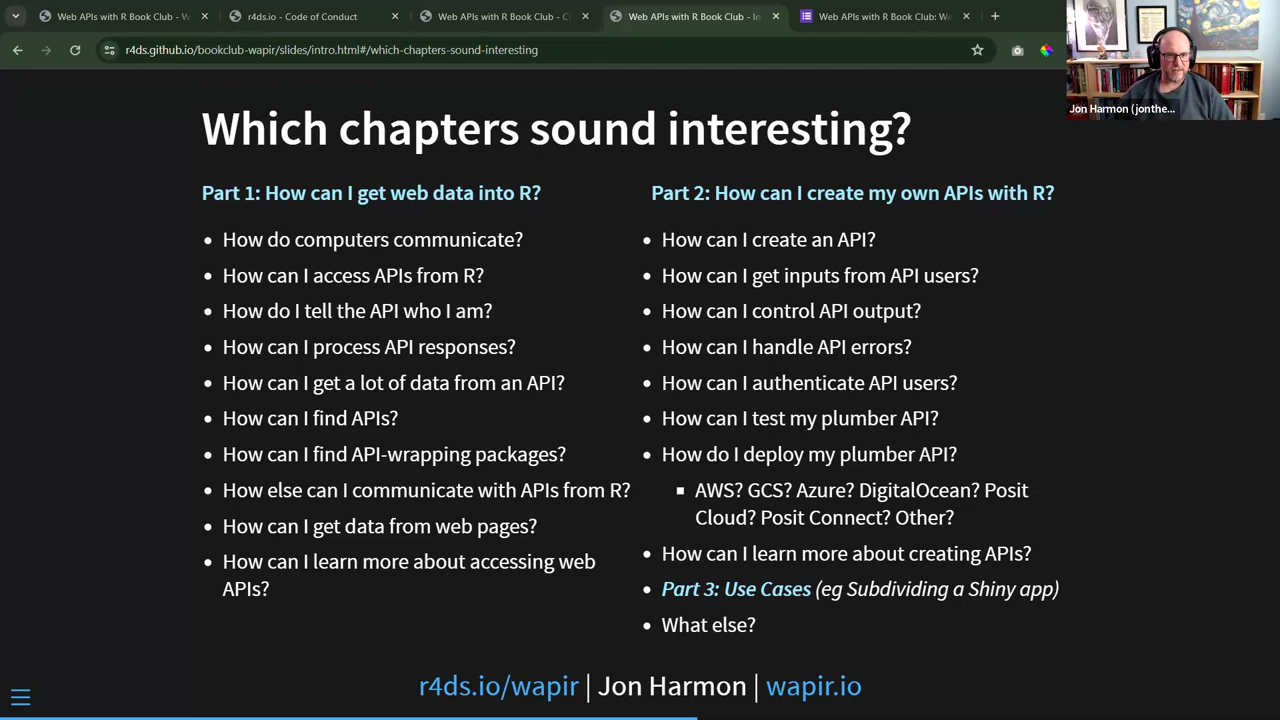 Web APIs with R Book Club - W
r4ds.io - Code of Conduct
Web APIs with R Book Club - C
Web APIs with R Book Club - In
Web APIs with R Book Club: We
r4ds.github.io/bookclub-wapir/slides/intro.html#/which-chapters-sound-interesting
Jon Harmon (jonthe...
Which chapters sound interesting?
Part 1: How can I get web data into R?
How do computers communicate?
How can I access APIs from R?
How do I tell the API who I am?
How can I process API responses?
How can I get a lot of data from an API?
How can I find APIs?
How can I find API-wrapping packages?
How else can I communicate with APIs from R?
How can I get data from web pages?
How can I learn more about accessing web
APIs?
Part 2: How can I create my own APIs with R?
How can I create an API?
How can I get inputs from API users?
How can I control API output?
How can I handle API errors?
How can I authenticate API users?
How can I test my plumber API?
How do I deploy my plumber API?
AWS? GCS? Azure? DigitalOcean? Posit
Cloud? Posit Connect? Other?
How can I learn more about creating APIs?
Part 3: Use Cases (eg Subdividing a Shiny app)
What else?
r4ds.io/wapir | Jon Harmon | wapir.io